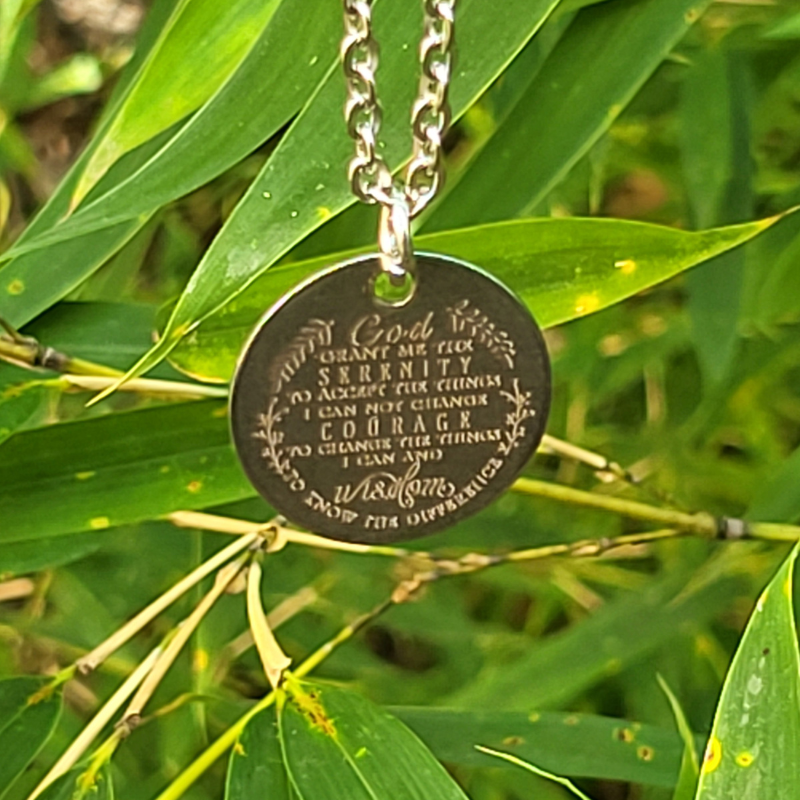 God
GRANT ME THE
SERENITY
TO ACCEPT THE THINGS
I CAN NOT CHANGE
COURAGE
TO CHANGE THE THINGS
I CAN AND
Wisdom
TO KNOW THE DIFFERENCE